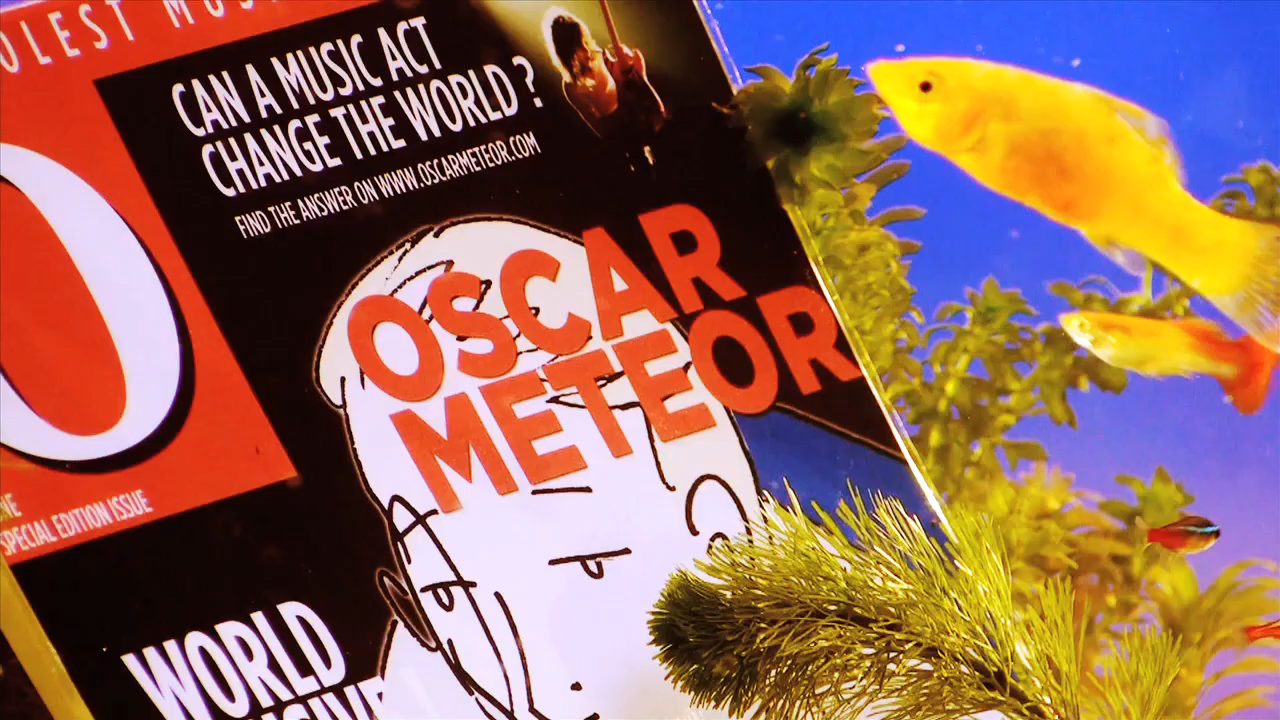 CAN A MUSIC ACT
CHANGE THE WORLD ?
FIND THE ANSWER ON WWW.OSCARMETEOR.COM
OSCAR
METEOR
SPECIAL EDITION ISSUE
WORLD